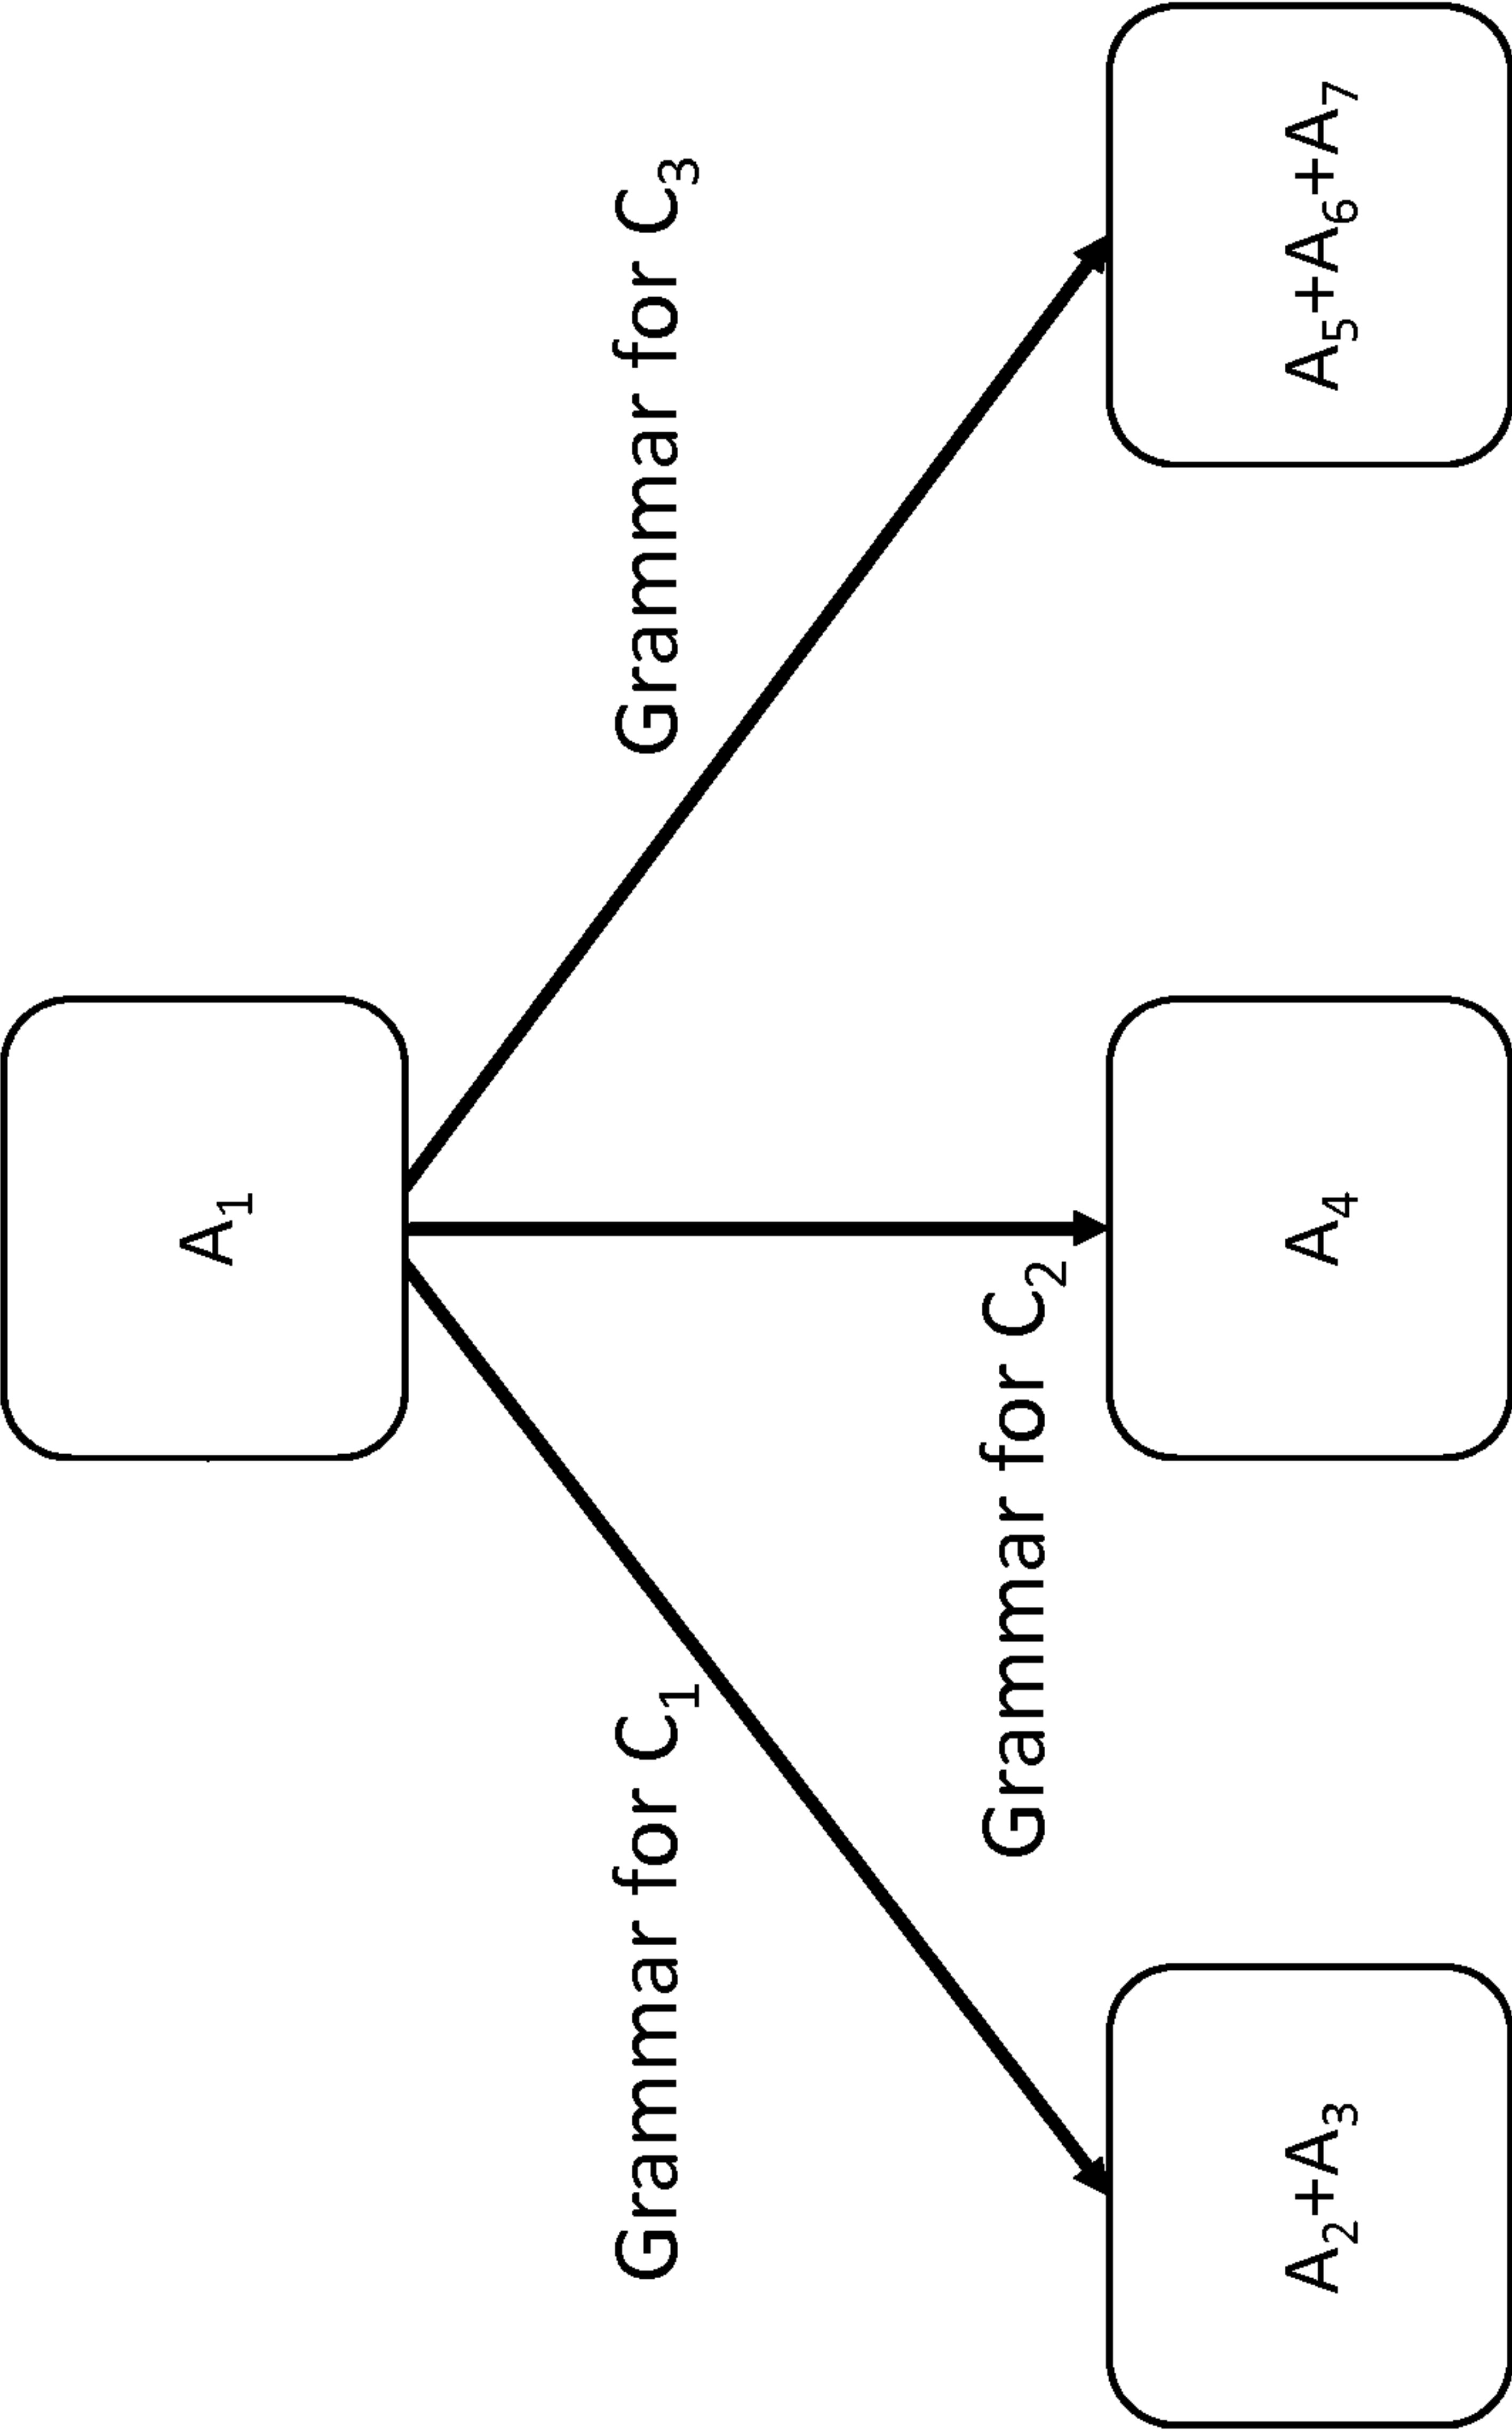 A₁
Grammar for C₁
Grammar for C₃
Grammar for C₂
A₂+A₃
A₄
A₅+A₆+A₇